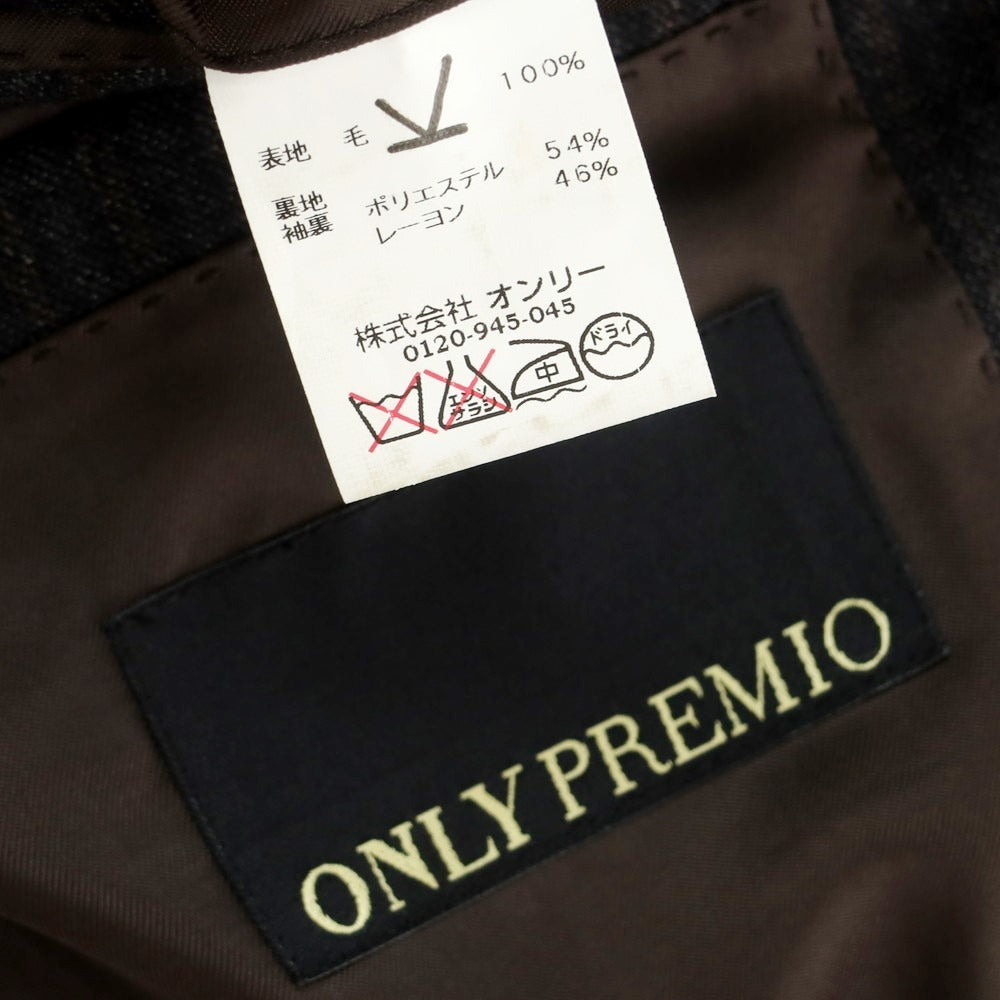 表地 毛 100%
裏地 ポリエステル 54%
袖裏 レーヨン 46%
株式会社 オンリー
0120-945-045
エンソ
サラシ
中
ドライ
ONLY PREMIO